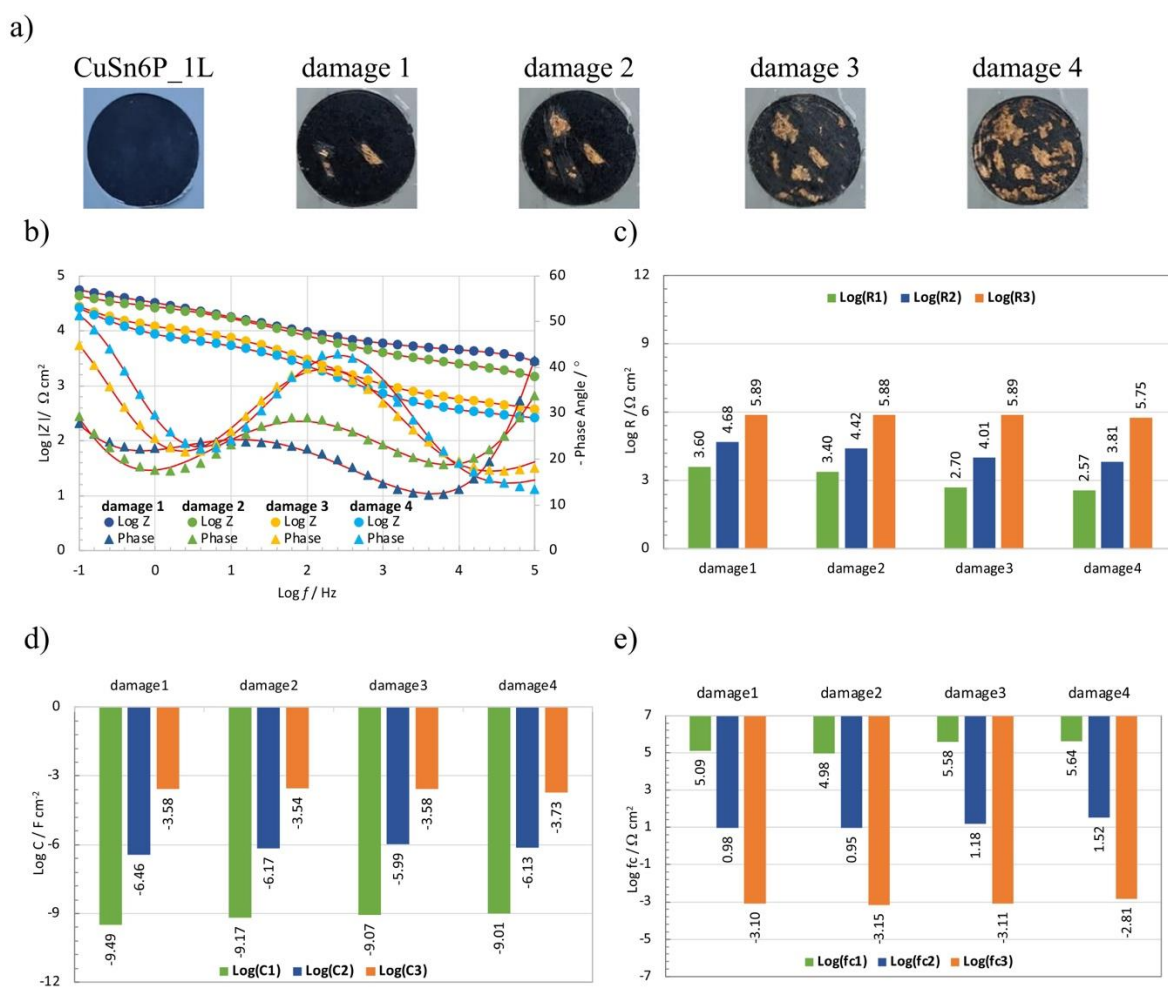 a)
CuSn6P_1L damage 1 damage 2 damage 3 damage 4
b)
5 4 3 2 1 0
Log |Z |/ Ω cm²
60 50 40 30 20 10 0
- Phase Angle / °
damage 1 damage 2 damage 3 damage 4
Log Z Log Z Log Z Log Z
Phase Phase Phase Phase
-1 0 1 2 3 4 5
Log f / Hz
c)
12 9 6 3 0
Log R / Ω cm²
Log(R1) Log(R2) Log(R3)
3.60 4.68 5.89 3.40 4.42 5.88 2.70 4.01 5.89 2.57 3.81 5.75
damage1 damage2 damage3 damage4
d)
damage1 damage2 damage3 damage4
0 -3 -6 -9 -12
Log C / F cm⁻²
-9.49 -6.46 -3.58 -9.17 -6.17 -3.54 -9.07 -5.99 -3.58 -9.01 -6.13 -3.73
Log(C1) Log(C2) Log(C3)
e)
damage1 damage2 damage3 damage4
7 5 3 1 -1 -3 -5 -7
Log fc / Ω cm²
5.09 0.98 -3.10 4.98 0.95 -3.15 5.58 1.18 -3.11 5.64 1.52 -2.81
Log(fc1) Log(fc2) Log(fc3)